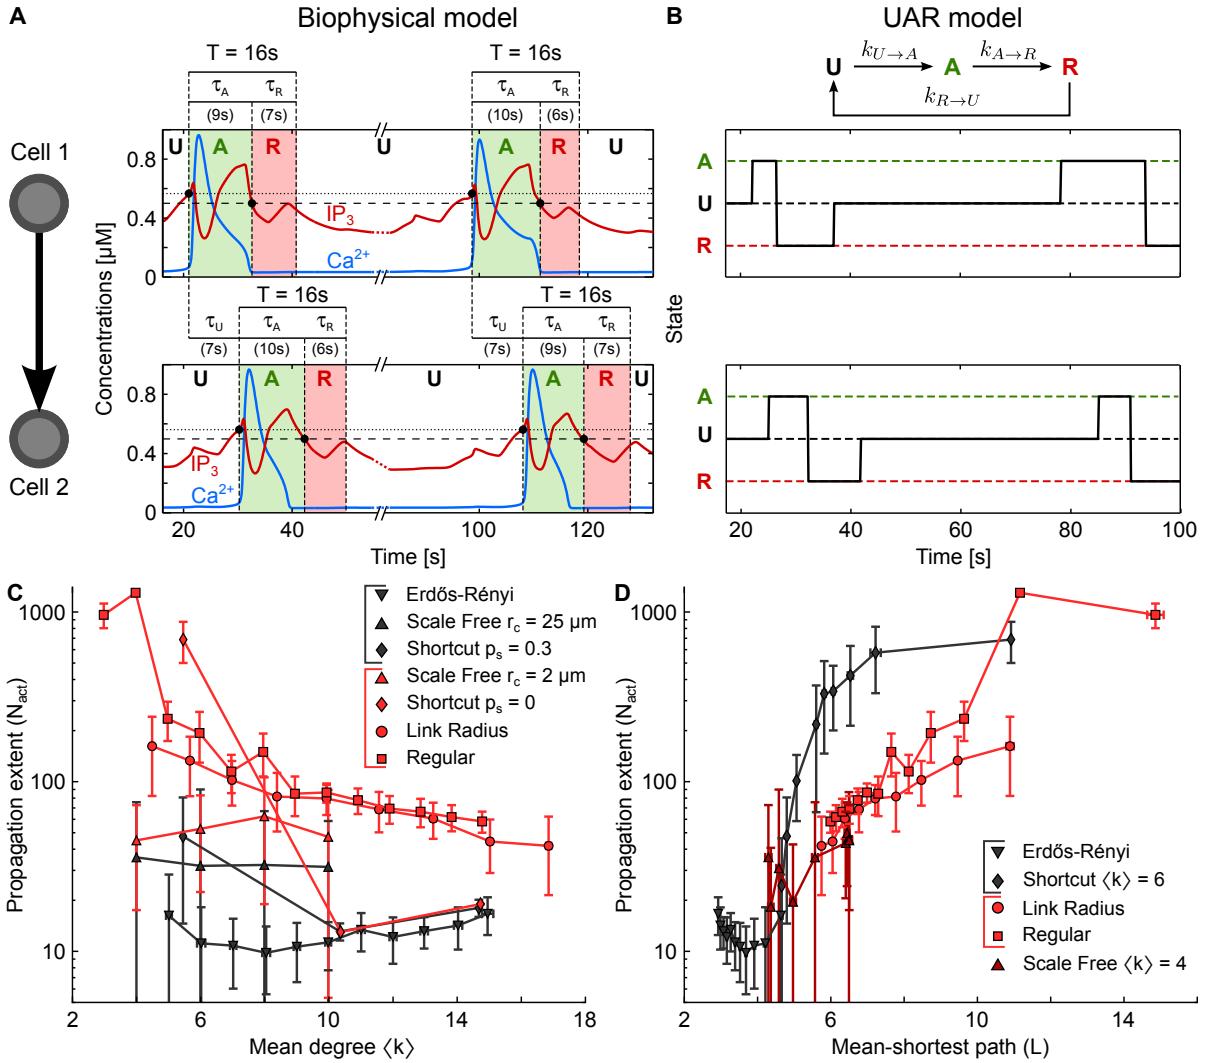 A
Biophysical model
T = 16s
τA
τR
(9s)
(7s)
T = 16s
τA
τR
(10s)
(6s)
U
A
R
U
A
R
U
Cell 1
0.8
0.4
0
IP3
Ca2+
Concentrations [µM]
T = 16s
τU
τA
τR
(7s)
(10s)
(6s)
T = 16s
τU
τA
τR
(7s)
(9s)
(7s)
U
A
R
U
A
R
U
Cell 2
0.8
0.4
0
IP3
Ca2+
20
40
100
120
Time [s]
B
UAR model
U
kU→A
A
kA→R
R
kR→U
A
U
R
State
A
U
R
20
40
60
80
100
Time [s]
C
Propagation extent (Nact)
1000
100
10
2
6
10
14
18
Mean degree ⟨k⟩
Erdős-Rényi
Scale Free rc = 25 µm
Shortcut ps = 0.3
Scale Free rc = 2 µm
Shortcut ps = 0
Link Radius
Regular
D
Propagation extent (Nact)
1000
100
10
2
6
10
14
Mean-shortest path (L)
Erdős-Rényi
Shortcut ⟨k⟩ = 6
Link Radius
Regular
Scale Free ⟨k⟩ = 4